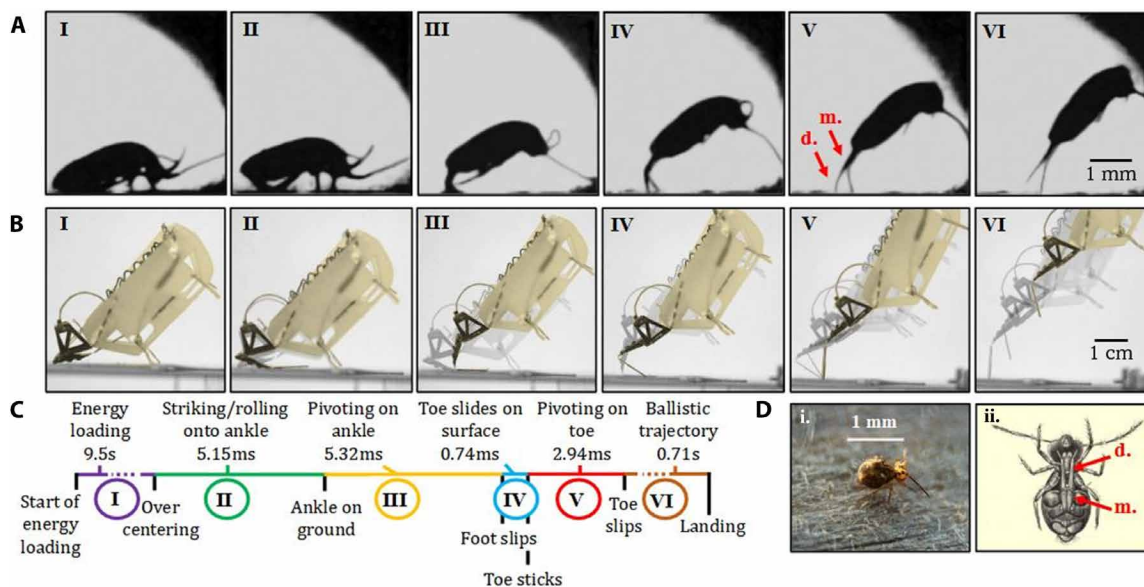 A
I
II
III
IV
V
VI
m.
d.
1 mm
B
I
II
III
IV
V
VI
1 cm
C
Energy
loading
9.5s
Striking/rolling
onto ankle
5.15ms
Pivoting on
ankle
5.32ms
Toe slides on
surface
0.74ms
Pivoting on
toe
2.94ms
Ballistic
trajectory
0.71s
I
II
III
IV
V
VI
Start of
energy
loading
Over
centering
Ankle on
ground
Foot slips
Toe sticks
Toe
slips
Landing
D
i.
1 mm
ii.
d.
m.